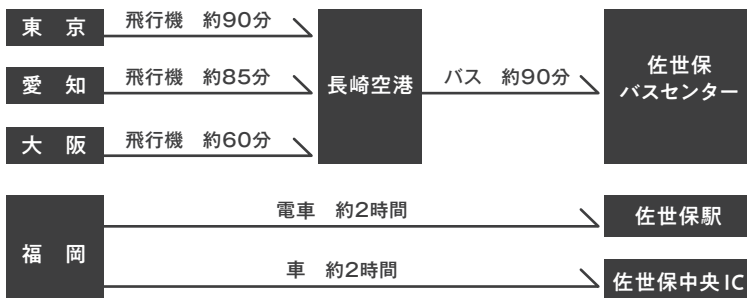 東　京
飛行機　約90分
愛　知
飛行機　約85分
大　阪
飛行機　約60分
長崎空港
バス　約90分
佐世保
バスセンター
福　岡
電車　約2時間
佐世保駅
車　約2時間
佐世保中央IC